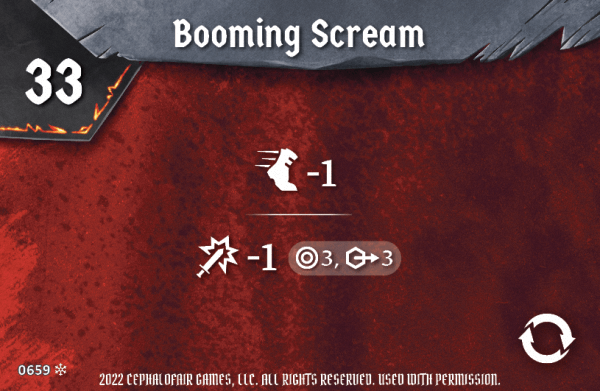 Booming Scream
33
-1
-1 3, 3
0659
2022 CEPHALOFAIR GAMES, LLC. ALL RIGHTS RESERVED. USED WITH PERMISSION.